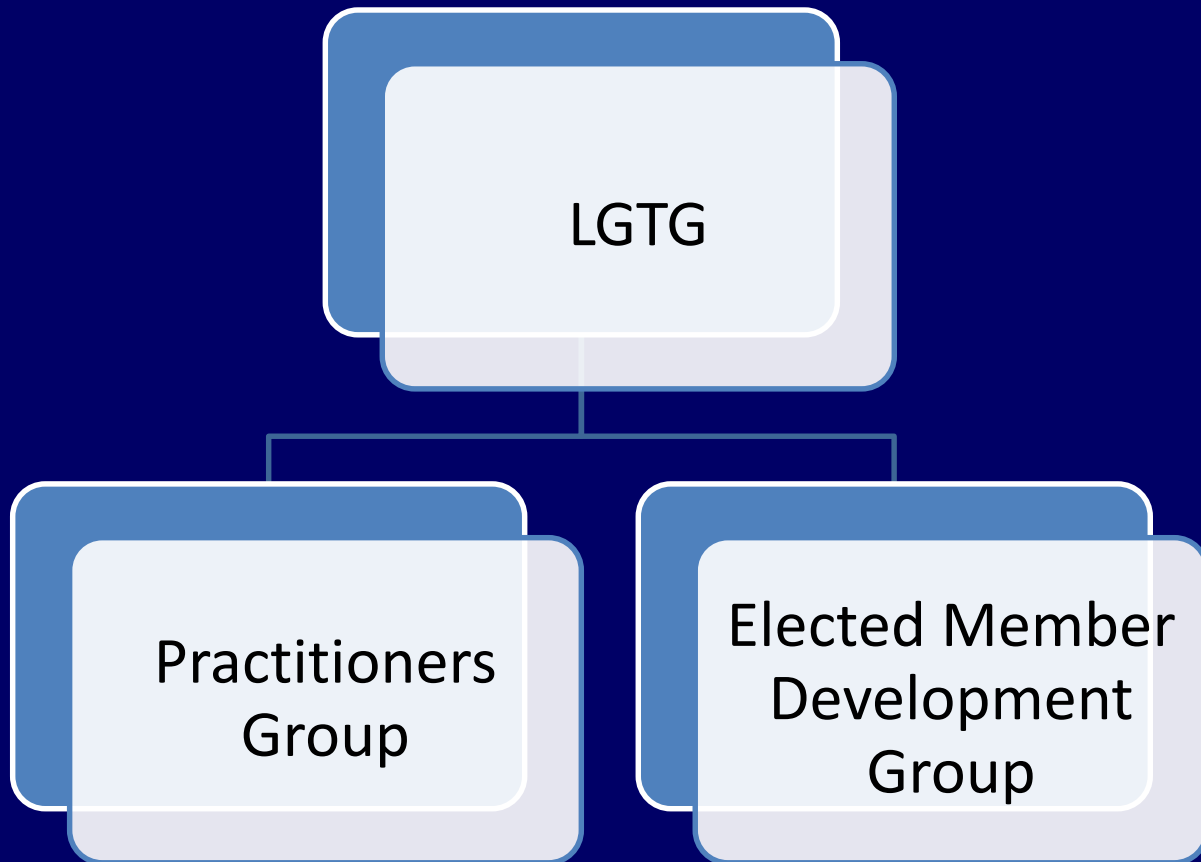 LGTG
Practitioners
Group
Elected Member
Development
Group